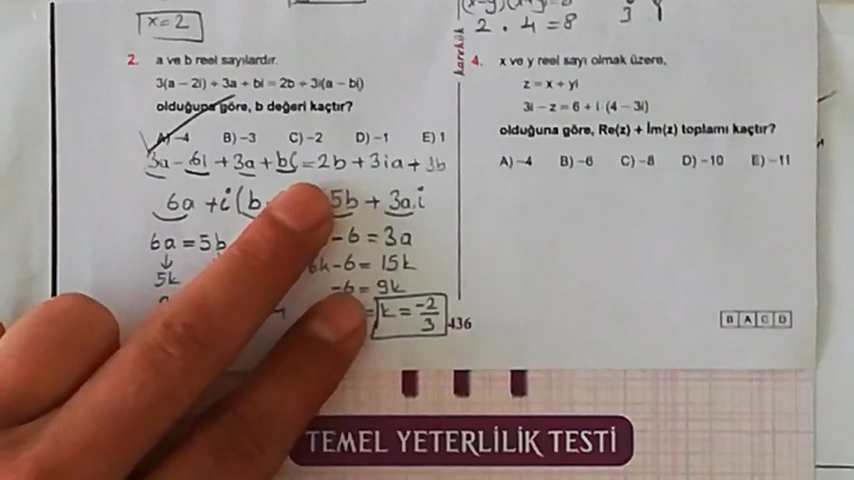 x=2
2. a ve b reel sayılardır.
3(a – 2i) + 3a + bi = 2b + 3i(a – bi)
olduğuna göre, b değeri kaçtır?
A) –4 B) –3 C) –2 D) –1 E) 1
3a – 6i + 3a + bi = 2b + 3ia + 3b
6a + i(b 5b + 3a.i
6a = 5b – 6 = 3a
5k 6k – 6 = 15k
–6 = 9k
k = -2/3
436
2 . 4 = 8
karekök
4. x ve y reel sayı olmak üzere,
z = x + yi
3i – z = 6 + i (4 – 3i)
olduğuna göre, Re(z) + İm(z) toplamı kaçtır?
A) –4 B) –6 C) –8 D) –10 E) –11
B A C D
TEMEL YETERLİLİK TESTİ